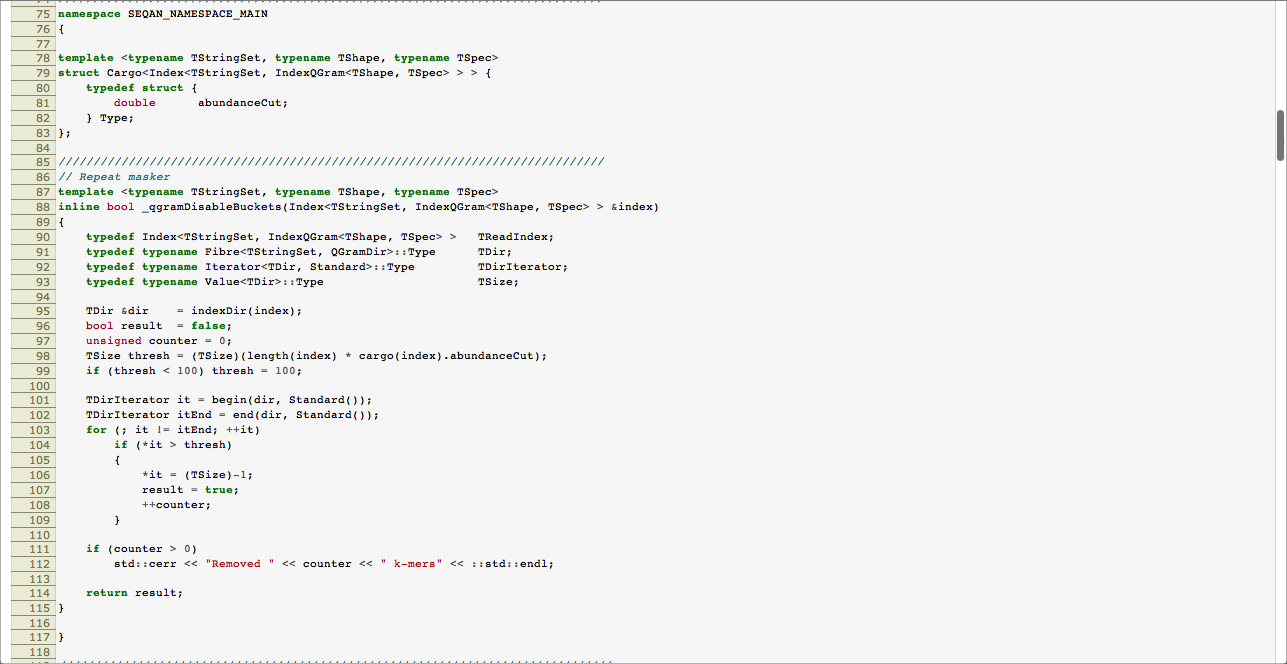 75 namespace SEQAN_NAMESPACE_MAIN
76 {
77
78 template <typename TStringSet, typename TShape, typename TSpec>
79 struct Cargo<Index<TStringSet, IndexQGram<TShape, TSpec> > > {
80     typedef struct {
81         double      abundanceCut;
82     } Type;
83 };
84
85 //////////////////////////////////////////////////////////////////////////////
86 // Repeat masker
87 template <typename TStringSet, typename TShape, typename TSpec>
88 inline bool _qgramDisableBuckets(Index<TStringSet, IndexQGram<TShape, TSpec> > &index)
89 {
90     typedef Index<TStringSet, IndexQGram<TShape, TSpec> >   TReadIndex;
91     typedef typename Fibre<TStringSet, QGramDir>::Type      TDir;
92     typedef typename Iterator<TDir, Standard>::Type         TDirIterator;
93     typedef typename Value<TDir>::Type                      TSize;
94
95     TDir &dir    = indexDir(index);
96     bool result  = false;
97     unsigned counter = 0;
98     TSize thresh = (TSize)(length(index) * cargo(index).abundanceCut);
99     if (thresh < 100) thresh = 100;
100
101     TDirIterator it = begin(dir, Standard());
102     TDirIterator itEnd = end(dir, Standard());
103     for (; it != itEnd; ++it)
104         if (*it > thresh)
105         {
106             *it = (TSize)-1;
107             result = true;
108             ++counter;
109         }
110
111     if (counter > 0)
112         std::cerr << "Removed " << counter << " k-mers" << ::std::endl;
113
114     return result;
115 }
116
117 }
118